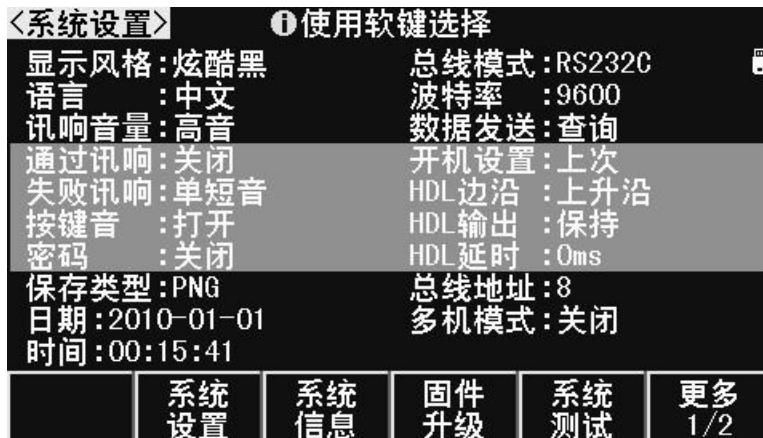 <系统设置> ❶使用软键选择
显示风格:炫酷黑 总线模式:RS232C
语言 :中文 波特率 :9600
讯响音量:高音 数据发送:查询
通过讯响:关闭 开机设置:上次
失败讯响:单短音 HDL边沿 :上升沿
按键音 :打开 HDL输出 :保持
密码 :关闭 HDL延时 :0ms
保存类型:PNG 总线地址:8
日期:2010-01-01 多机模式:关闭
时间:00:15:41
系统设置 系统信息 固件升级 系统测试 更多1/2